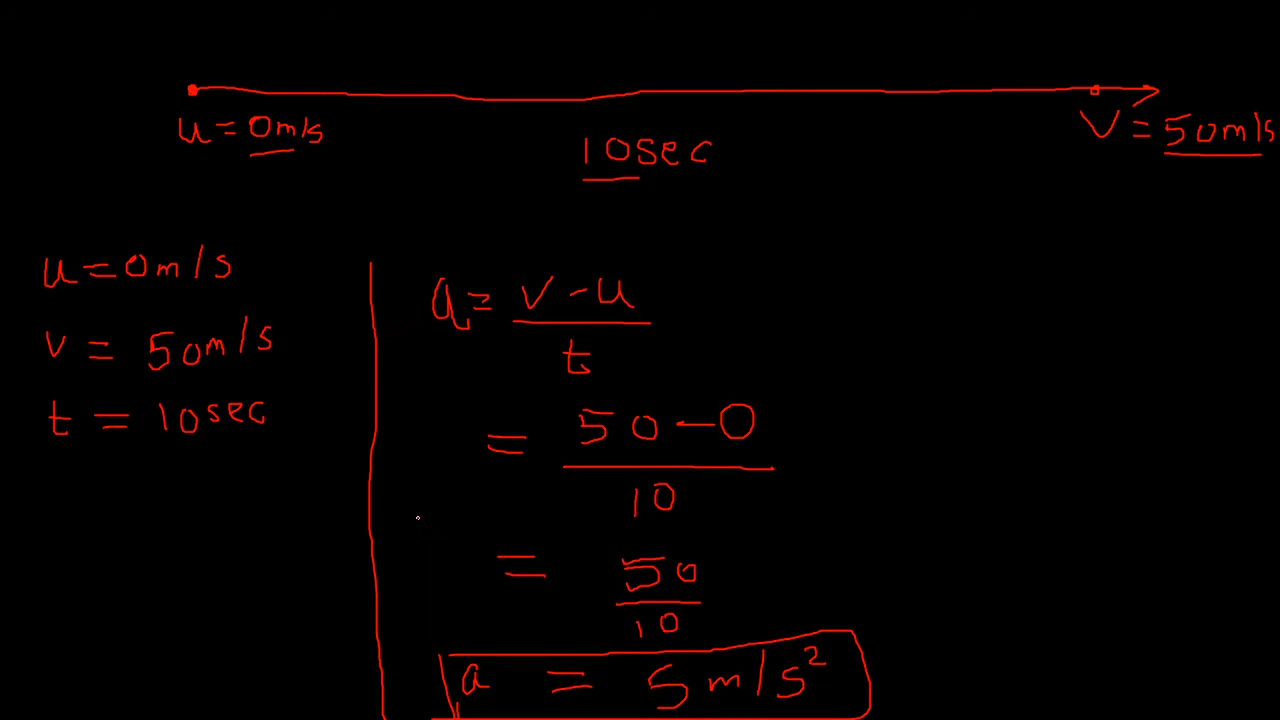 u = 0m/s
10sec
V = 50m/s
u = 0m/s
v = 50m/s
t = 10sec
a = v - u
t
= 50 - 0
10
= 50
10
a = 5m/s²